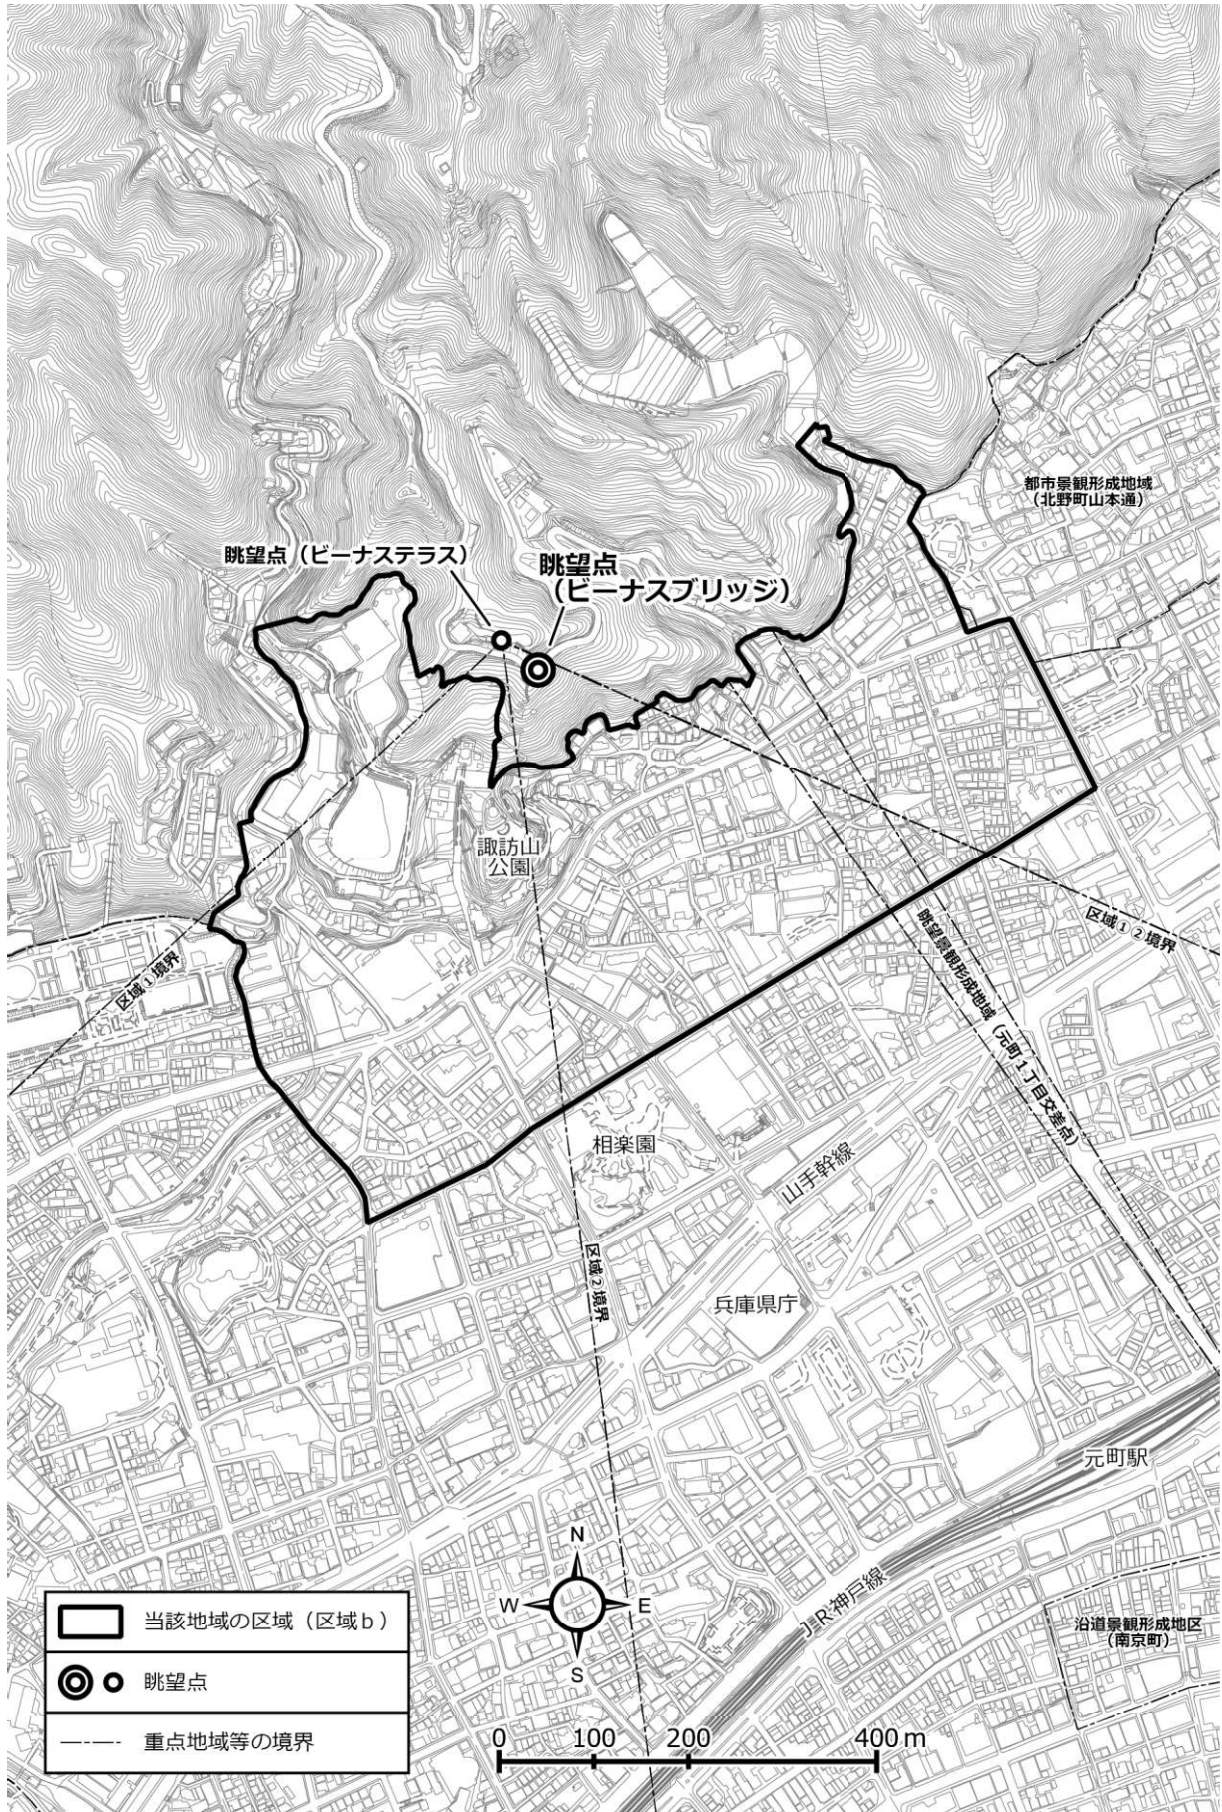 都市景観形成地域
(北野町山本通)
眺望点(ビーナステラス)
眺望点
(ビーナスブリッジ)
諏訪山
公園
区域①境界
区域①②境界
眺望景観形成地域(元町1丁目交差点)
相楽園
山手幹線
区域②境界
兵庫県庁
元町駅
JR神戸線
沿道景観形成地区
(南京町)
N
W
E
S
0 100 200 400m
当該地域の区域(区域b)
眺望点
重点地域等の境界